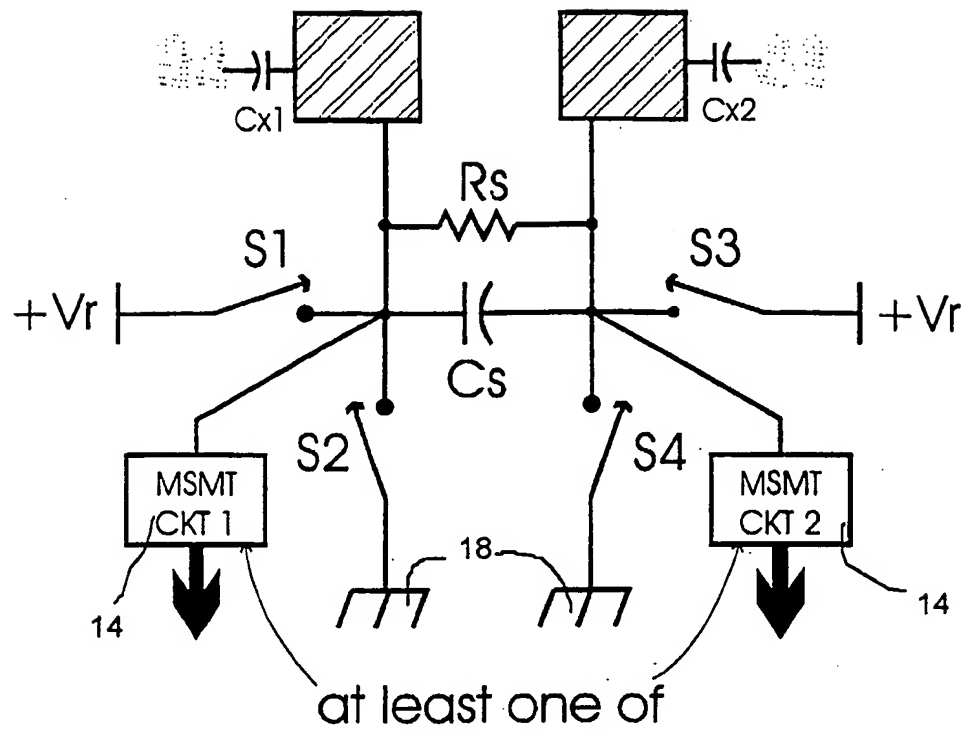 Cx1
Cx2
Rs
S1
S3
+Vr
+Vr
Cs
S2
S4
MSMT
CKT 1
MSMT
CKT 2
18
14
14
at least one of